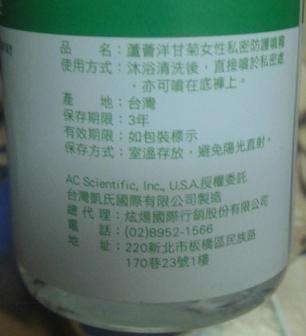 品　　名：蘆薈洋甘菊女性私密防護噴霧
使用方式：沐浴清洗後，直接噴於私密處
，亦可噴在底褲上。
產　　地：台灣
保存期限：3年
有效期限：如包裝標示
保存方式：室溫存放，避免陽光直射。
AC Scientific, Inc., U.S.A.授權委託
台灣凱氏國際有限公司製造
總 代 理：炫煬國際行銷股份有限公司
電　　話：(02)8952-1666
地　　址：220新北市板橋區民族路
170巷23號1樓